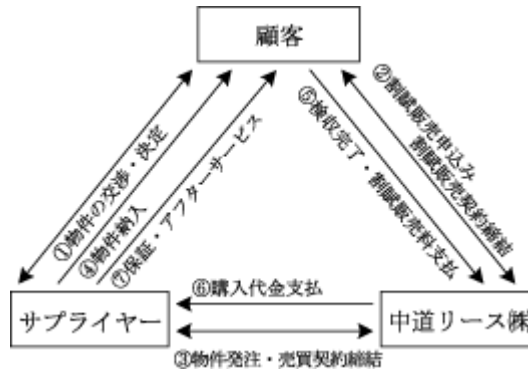 顧客
①物件の交渉・決定
④物件納入
⑦保証・アフターサービス
②割賦販売申込み
割賦販売契約締結
⑤検収完了・割賦販売料支払
⑥購入代金支払
サプライヤー
中道リース㈱
③物件発注・売買契約締結